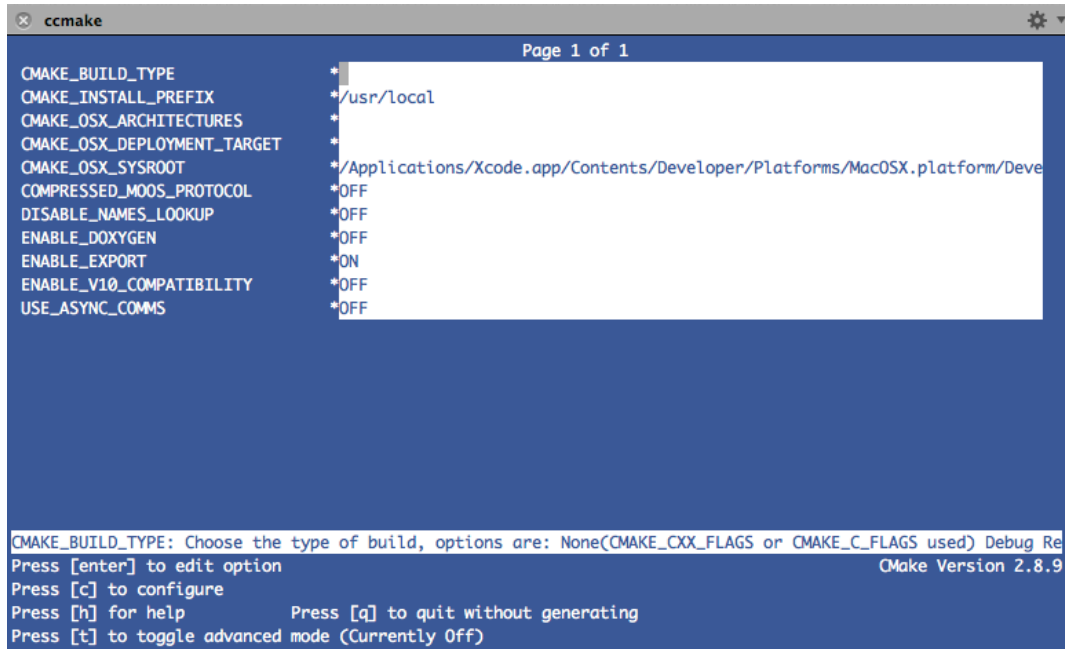 ccmake
Page 1 of 1
CMAKE_BUILD_TYPE *
CMAKE_INSTALL_PREFIX */usr/local
CMAKE_OSX_ARCHITECTURES *
CMAKE_OSX_DEPLOYMENT_TARGET *
CMAKE_OSX_SYSROOT */Applications/Xcode.app/Contents/Developer/Platforms/MacOSX.platform/Deve
COMPRESSED_MOOS_PROTOCOL *OFF
DISABLE_NAMES_LOOKUP *OFF
ENABLE_DOXYGEN *OFF
ENABLE_EXPORT *ON
ENABLE_V10_COMPATIBILITY *OFF
USE_ASYNC_COMMS *OFF
CMAKE_BUILD_TYPE: Choose the type of build, options are: None(CMAKE_CXX_FLAGS or CMAKE_C_FLAGS used) Debug Re
Press [enter] to edit option CMake Version 2.8.9
Press [c] to configure
Press [h] for help Press [q] to quit without generating
Press [t] to toggle advanced mode (Currently Off)